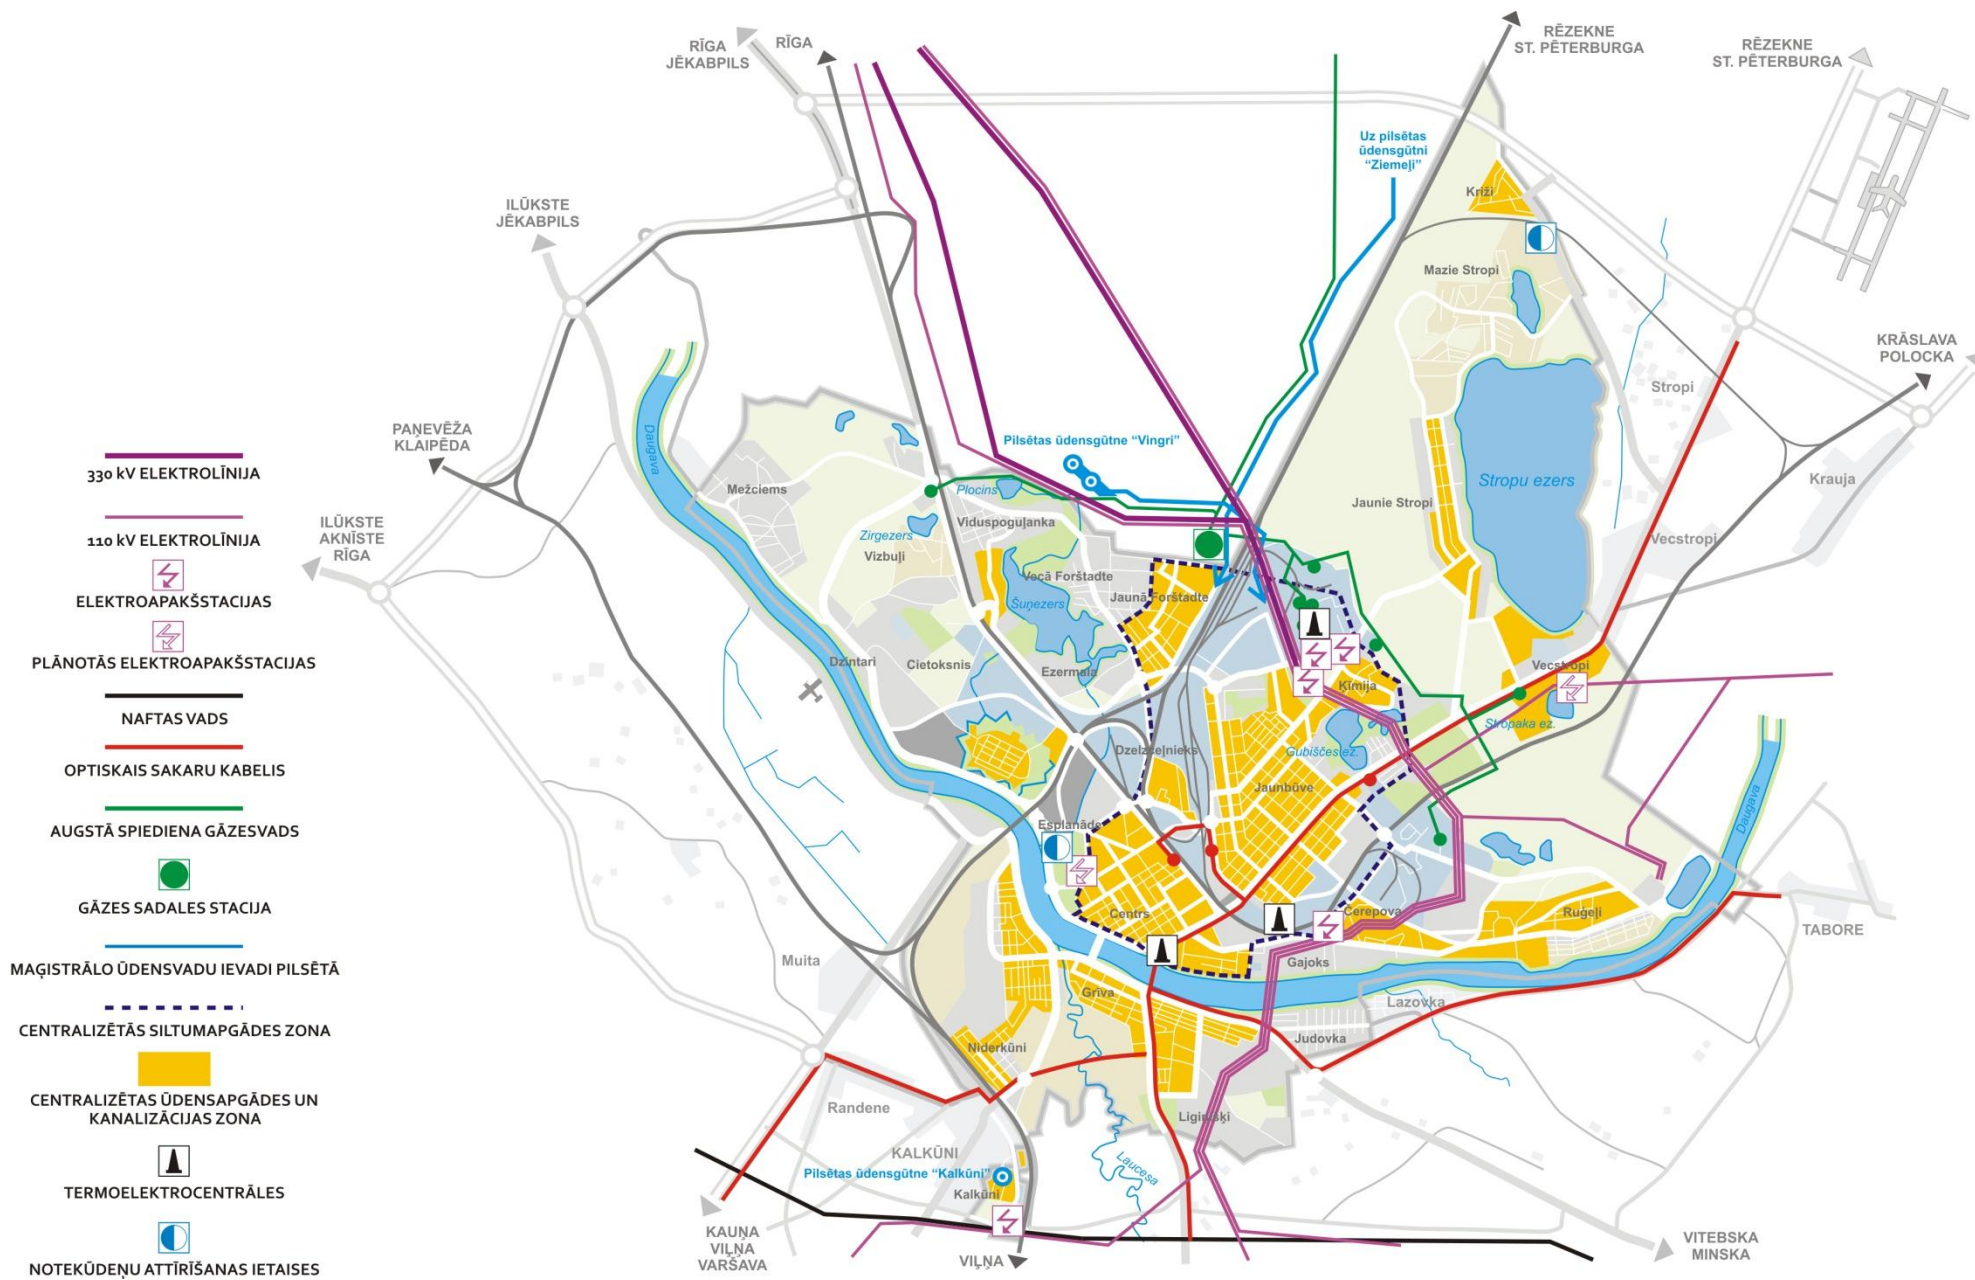 RĪGA
JĒKABPILS
RĪGA
RĒZEKNE
ST. PĒTERBURGA
RĒZEKNE
ST. PĒTERBURGA
Uz pilsētas
ūdensgūtni
“Ziemeļi”
Križi
ILŪKSTE
JĒKABPILS
Mazie Stropi
KRĀSLAVA
POLOCKA
Stropi
PAŅEVĒŽA
KLAIPĒDA
Daugava
Pilsētas ūdensgūtne “Vingri”
330 kV ELEKTROLĪNIJA
Mežciems
Plocins
Stropu ezers
Krauja
Jaunie Stropi
Viduspoguļanka
110 kV ELEKTROLĪNIJA
ILŪKSTE
AKNĪSTE
RĪGA
Zirgezers
Vizbuļi
Vecstropi
Vecā Forštadte
Jaunā Forštadte
Šuņezers
ELEKTROAPAKŠSTACIJAS
PLĀNOTĀS ELEKTROAPAKŠSTACIJAS
Dzintari
Cietoksnis
Ezermala
Ķīmija
Vecstropi
NAFTAS VADS
Stropaka ez.
Dzelzceļnieks
Gubiščes ez.
OPTISKAIS SAKARU KABELIS
Jaunbūve
Daugava
AUGSTĀ SPIEDIENA GĀZESVADS
Esplanāde
GĀZES SADALES STACIJA
Centrs
Čerepova
Ruģeļi
TABORE
MAĢISTRĀLO ŪDENSVADU IEVADI PILSĒTĀ
Muita
Gajoks
Grīva
Lazovka
CENTRALIZĒTĀS SILTUMAPGĀDES ZONA
Niderkūni
Judovka
CENTRALIZĒTAS ŪDENSAPGĀDES UN
KANALIZĀCIJAS ZONA
Randene
Liginišķi
KALKŪNI
Pilsētas ūdensgūtne “Kalkūni”
Laucesa
Kalkūni
TERMOELEKTROCENTRĀLES
KAUŅA
VIĻŅA
VARŠAVA
VIĻŅA
VITEBSKA
MINSKA
NOTEKŪDEŅU ATTĪRĪŠANAS IETAISES